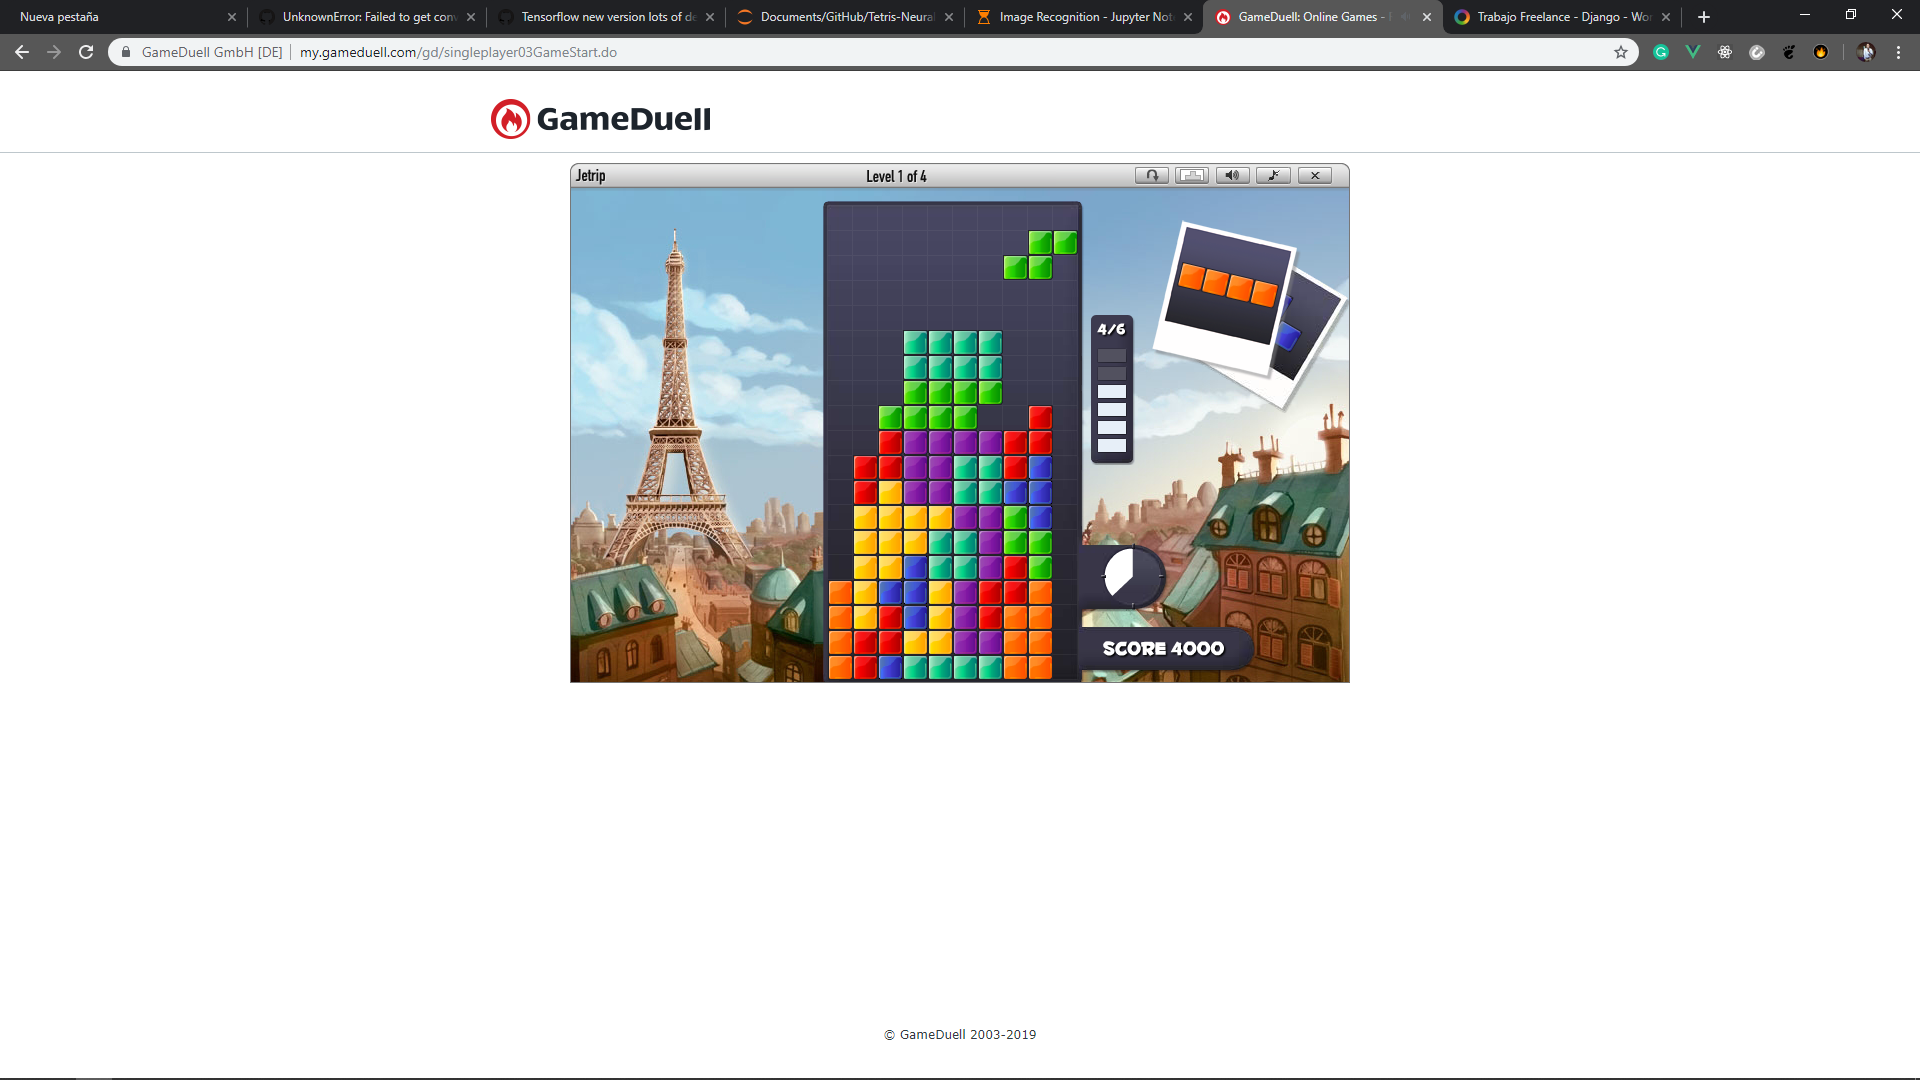 Nueva pestaña
UnknownError: Failed to get con
Tensorflow new version lots of de
Documents/GitHub/Tetris-Neural
Image Recognition - Jupyter Not
GameDuell: Online Games -
Trabajo Freelance - Django - Wor
GameDuell GmbH [DE]
my.gameduell.com/gd/singleplayer03GameStart.do
GameDuell
Jetrip
Level 1 of 4
4/6
SCORE 4000
© GameDuell 2003-2019